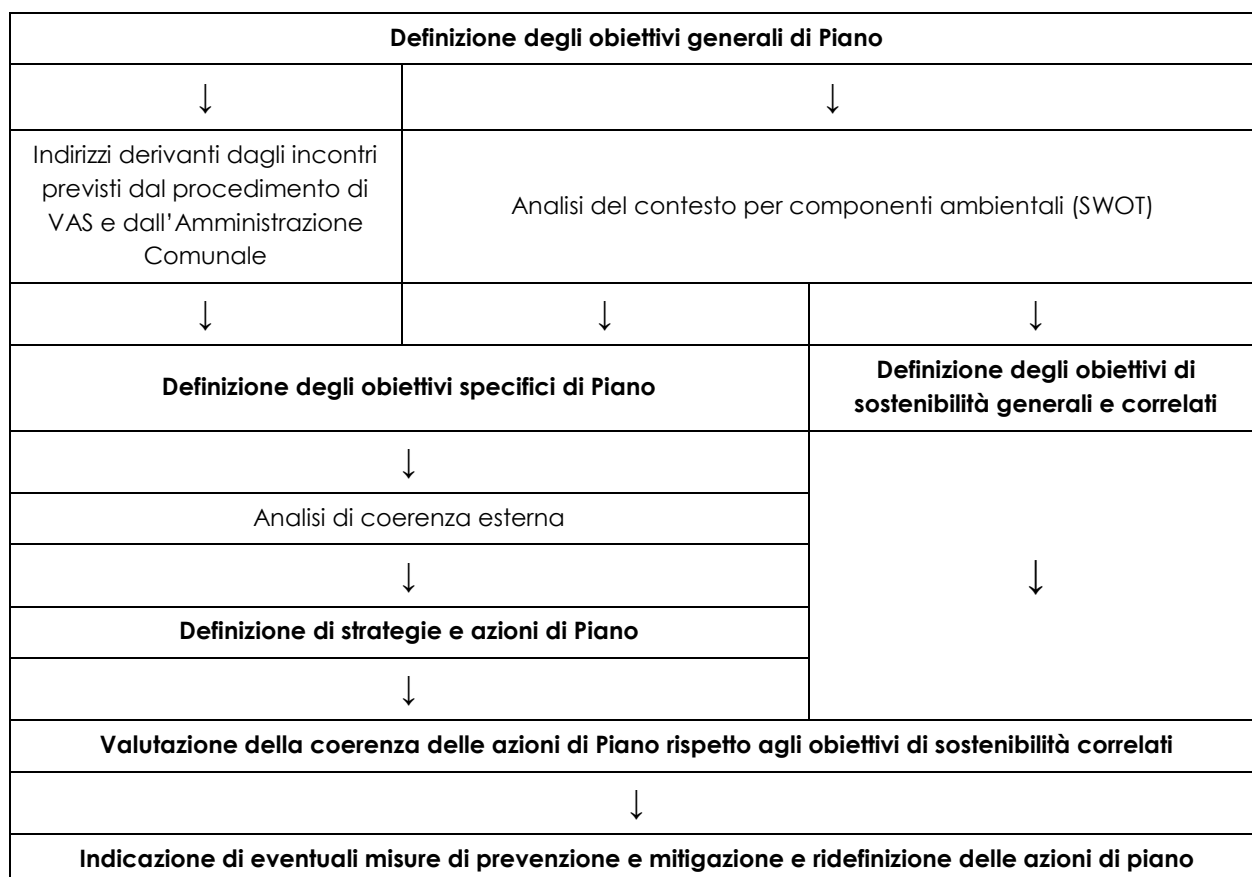 Definizione degli obiettivi generali di Piano
↓ ↓
Indirizzi derivanti dagli incontri
previsti dal procedimento di
VAS e dall’Amministrazione
Comunale
Analisi del contesto per componenti ambientali (SWOT)
↓ ↓ ↓
Definizione degli obiettivi specifici di Piano
Definizione degli obiettivi di
sostenibilità generali e correlati
↓
Analisi di coerenza esterna
↓
↓
Definizione di strategie e azioni di Piano
↓
Valutazione della coerenza delle azioni di Piano rispetto agli obiettivi di sostenibilità correlati
↓
Indicazione di eventuali misure di prevenzione e mitigazione e ridefinizione delle azioni di piano